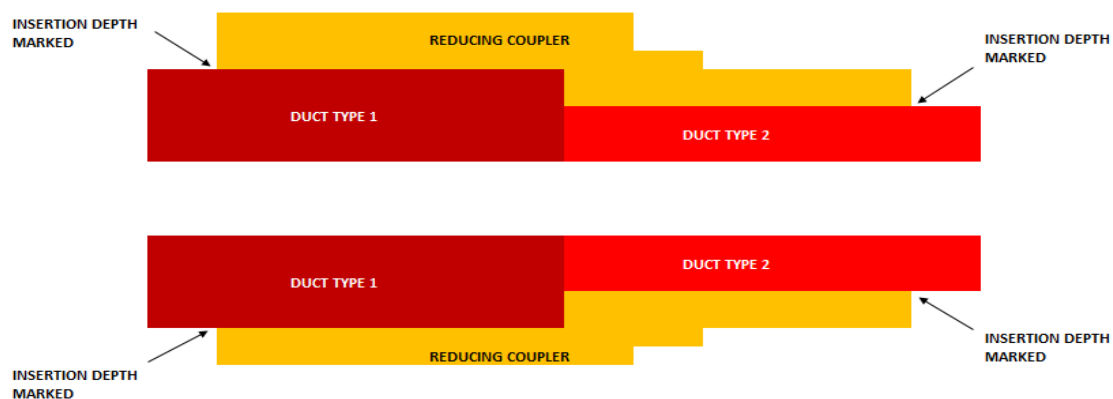 INSERTION DEPTH
MARKED
REDUCING COUPLER
INSERTION DEPTH
MARKED
DUCT TYPE 1
DUCT TYPE 2
DUCT TYPE 2
DUCT TYPE 1
INSERTION DEPTH
MARKED
REDUCING COUPLER
INSERTION DEPTH
MARKED